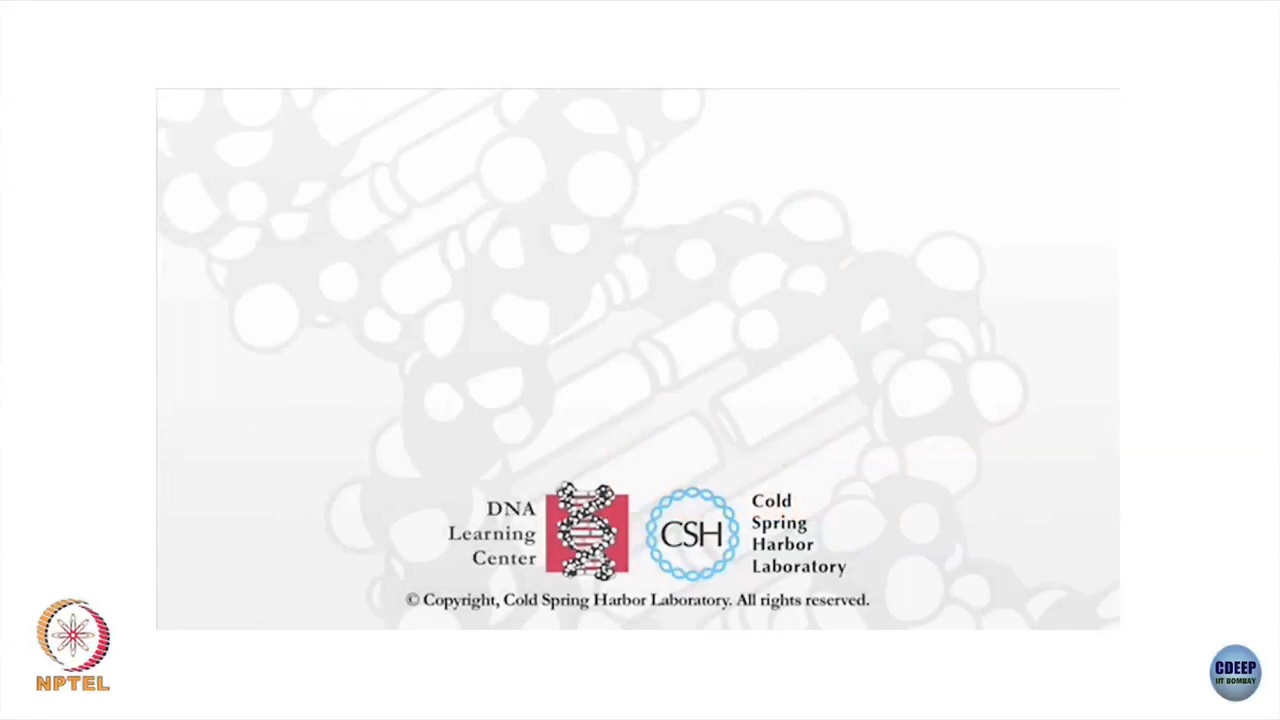 DNA
Learning
Center
CSH
Cold
Spring
Harbor
Laboratory
© Copyright, Cold Spring Harbor Laboratory. All rights reserved.
NPTEL
CDEEP
IIT BOMBAY